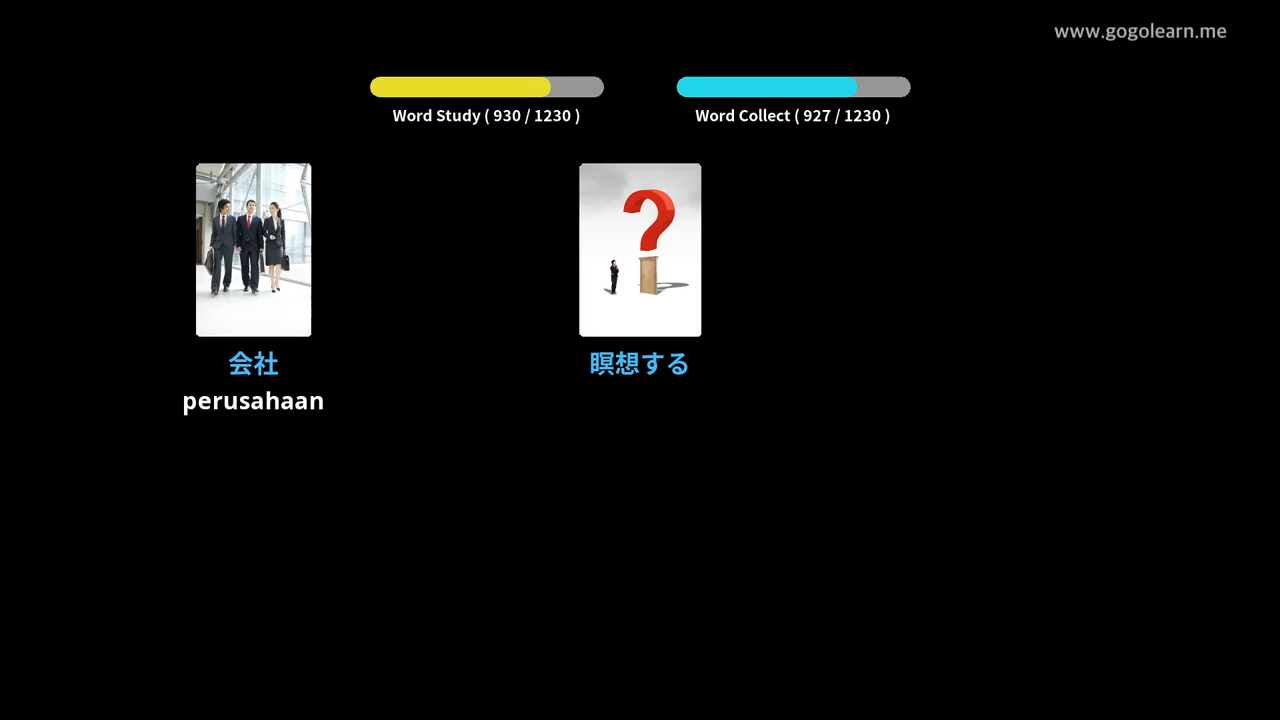 www.gogolearn.me
Word Study ( 930 / 1230 )
Word Collect ( 927 / 1230 )
会社
perusahaan
瞑想する